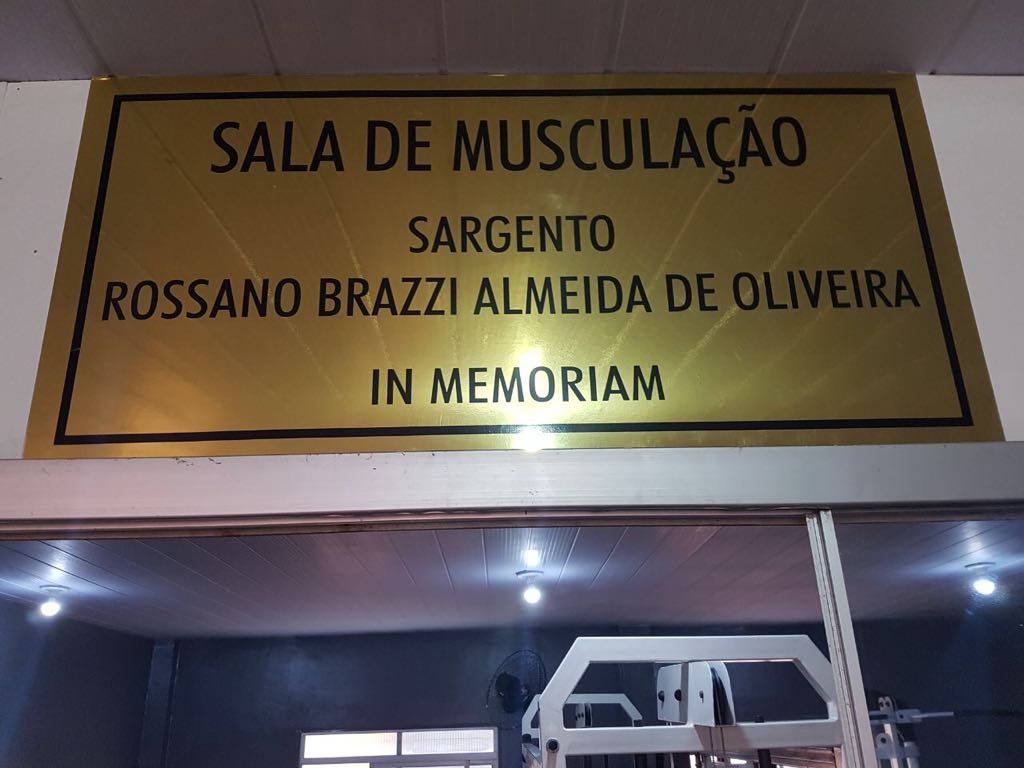 SALA DE MUSCULAÇÃO
SARGENTO
ROSSANO BRAZZI ALMEIDA DE OLIVEIRA
IN MEMORIAM